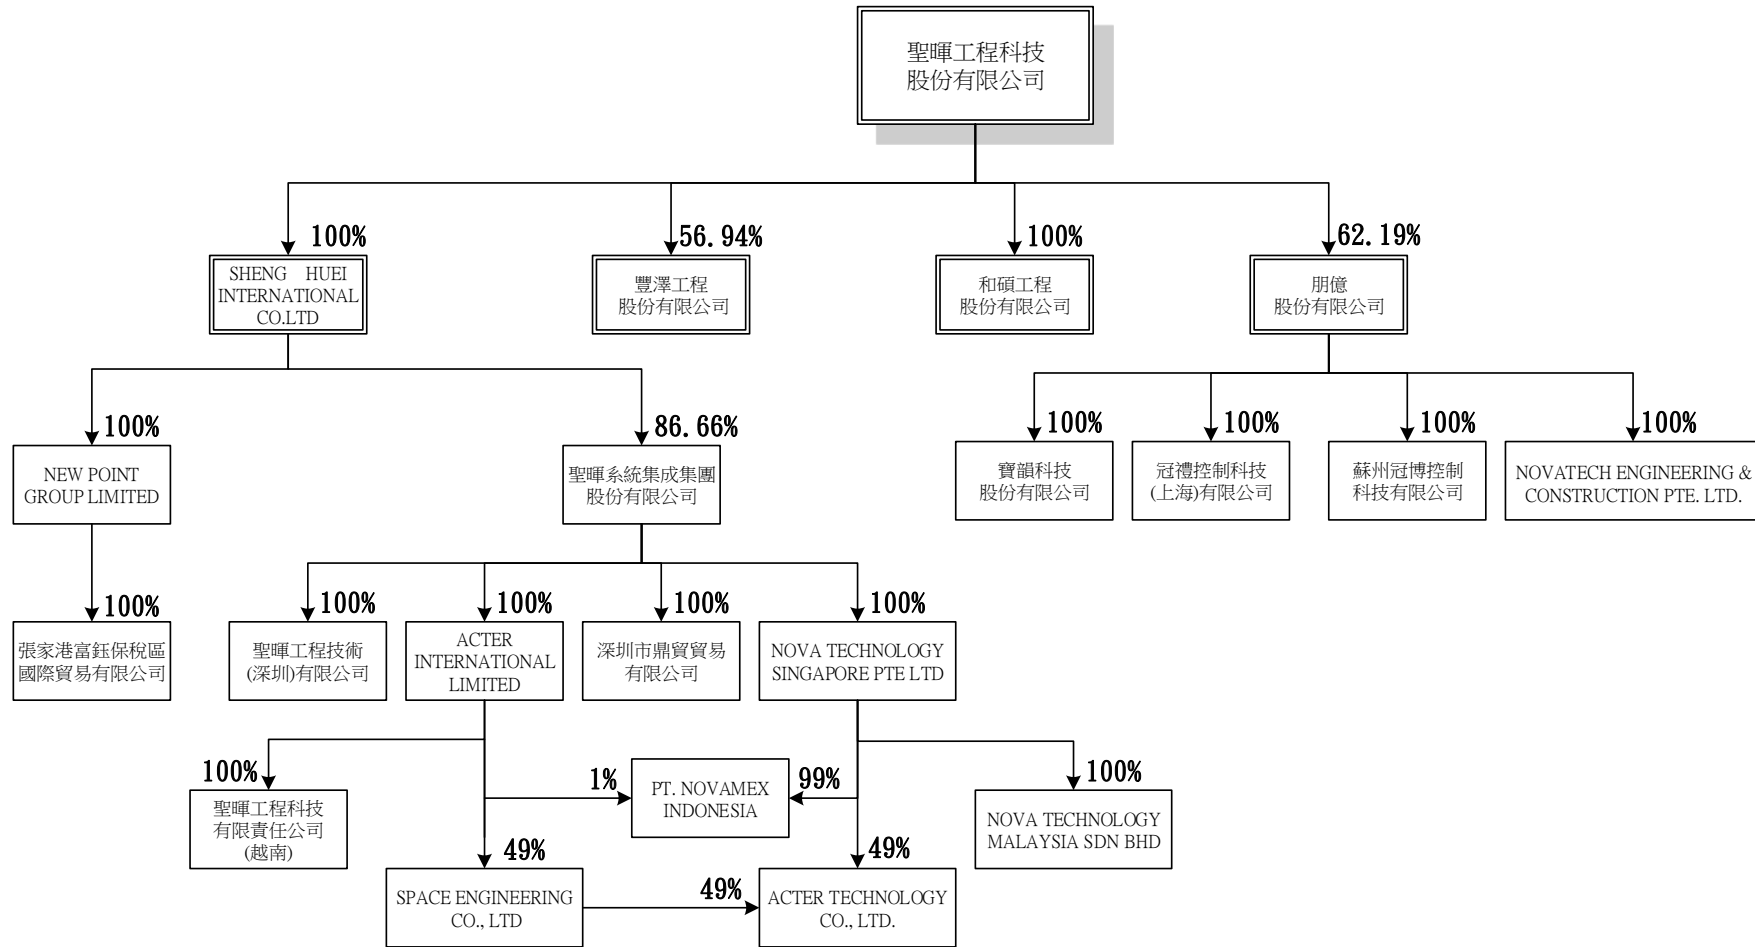 聖暉工程科技
股份有限公司
100%
56.94%
100%
62.19%
SHENG HUEI
INTERNATIONAL
CO.LTD
豐澤工程
股份有限公司
和碩工程
股份有限公司
朋億
股份有限公司
100%
86.66%
100%
100%
100%
100%
NEW POINT
GROUP LIMITED
聖暉系統集成集團
股份有限公司
寶韻科技
股份有限公司
冠禮控制科技
(上海)有限公司
蘇州冠博控制
科技有限公司
NOVATECH ENGINEERING &
CONSTRUCTION PTE. LTD.
100%
100%
100%
100%
100%
張家港富鈺保稅區
國際貿易有限公司
聖暉工程技術
(深圳)有限公司
ACTER
INTERNATIONAL
LIMITED
深圳市鼎貿貿易
有限公司
NOVA TECHNOLOGY
SINGAPORE PTE LTD
100%
1%
99%
100%
聖暉工程科技
有限責任公司
(越南)
PT. NOVAMEX
INDONESIA
NOVA TECHNOLOGY
MALAYSIA SDN BHD
49%
49%
SPACE ENGINEERING
CO., LTD
49%
ACTER TECHNOLOGY
CO., LTD.